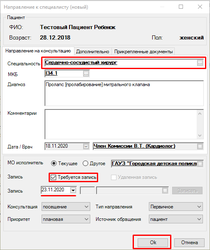 Направление к специалисту (новый)
Пациент
ФИО: Тестовый Пациент Ребенок
Возраст: 28.12.2018 Пол: женский
Направление на консультацию Дополнительно Прикрепленные документы
Специальность Сердечно-сосудистый хирург
МКБ I34.1
Диагноз Пролапс [пролабирование] митрального клапана
Комментарии
Дата / Врач 18.11.2020 Член Комиссии В.Т. (Кардиолог)
МО исполнитель Текущее Другое ГАУЗ "Городская детская поликл
Запись Требуется запись Удаленная запись
Запись 23.11.2020
Консультация посещение Тип направления Первичное
Приоритет плановая Источник обращения пациент
Ok Отмена